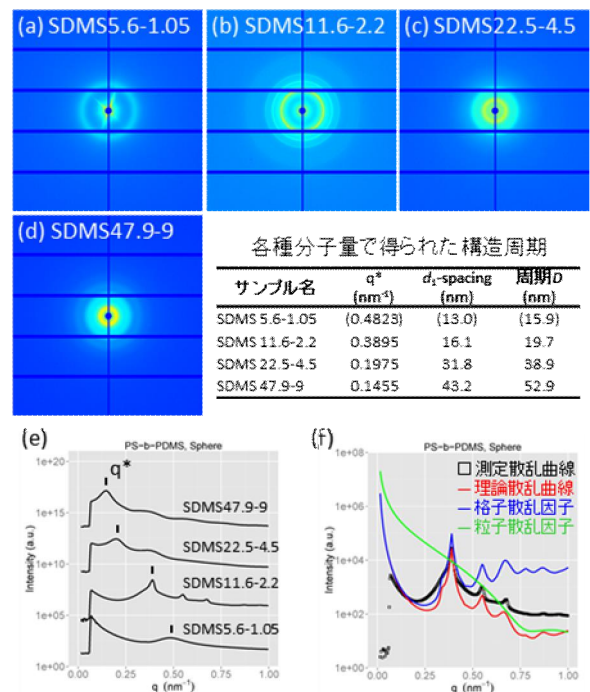 (a) SDMS5.6-1.05
(b) SDMS11.6-2.2
(c) SDMS22.5-4.5
(d) SDMS47.9-9
各種分子量で得られた構造周期
サンプル名 q* (nm⁻¹) d₁-spacing (nm) 周期D (nm)
SDMS 5.6-1.05 (0.4823) (13.0) (15.9)
SDMS 11.6-2.2 0.3895 16.1 19.7
SDMS 22.5-4.5 0.1975 31.8 38.9
SDMS 47.9-9 0.1455 43.2 52.9
(e)
PS-b-PDMS, Sphere
q*
SDMS47.9-9
SDMS22.5-4.5
SDMS11.6-2.2
SDMS5.6-1.05
Intensity (a.u.)
1e+20
1e+15
1e+10
1e+05
1e+00
0.00 0.25 0.50 0.75 1.00
q (nm⁻¹)
(f)
PS-b-PDMS, Sphere
測定散乱曲線
理論散乱曲線
格子散乱因子
粒子散乱因子
Intensity (a.u.)
1e+08
1e+06
1e+04
1e+02
1e+00
0.00 0.25 0.50 0.75 1.00
q (nm⁻¹)